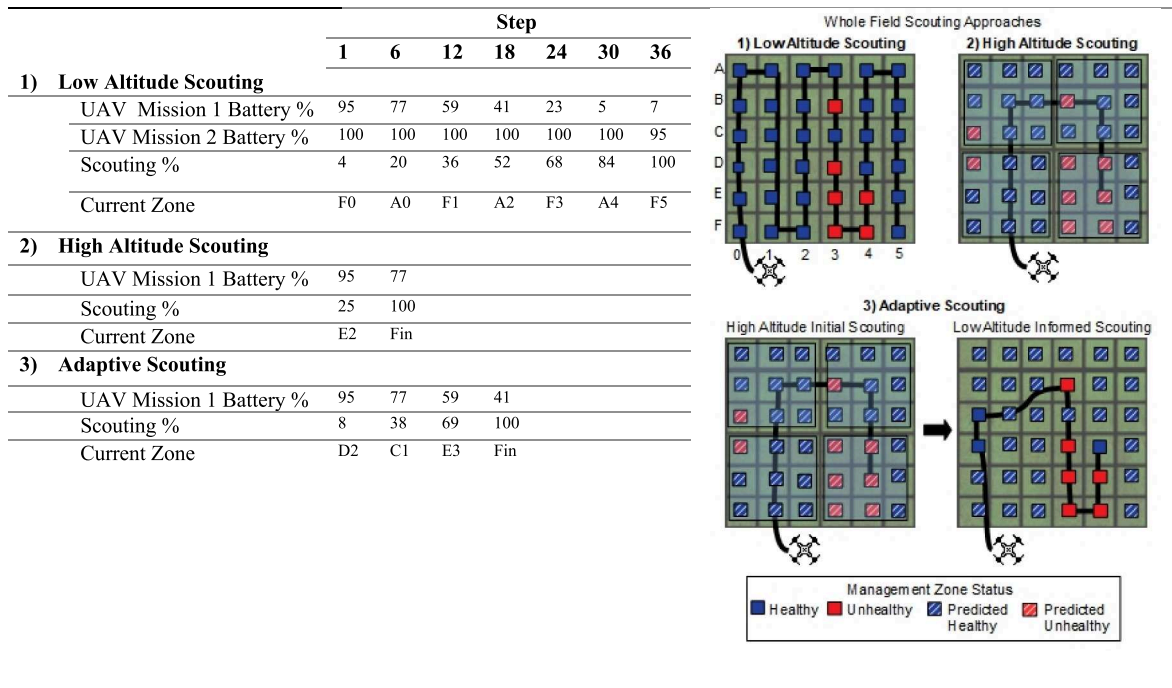 Step
1 6 12 18 24 30 36
1) Low Altitude Scouting
UAV Mission 1 Battery % 95 77 59 41 23 5 7
UAV Mission 2 Battery % 100 100 100 100 100 100 95
Scouting % 4 20 36 52 68 84 100
Current Zone F0 A0 F1 A2 F3 A4 F5
2) High Altitude Scouting
UAV Mission 1 Battery % 95 77
Scouting % 25 100
Current Zone E2 Fin
3) Adaptive Scouting
UAV Mission 1 Battery % 95 77 59 41
Scouting % 8 38 69 100
Current Zone D2 C1 E3 Fin
Whole Field Scouting Approaches
1) Low Altitude Scouting
2) High Altitude Scouting
A
B
C
D
E
F
0 1 2 3 4 5
3) Adaptive Scouting
High Altitude Initial Scouting
Low Altitude Informed Scouting
Management Zone Status
Healthy
Unhealthy
Predicted
Healthy
Predicted
Unhealthy